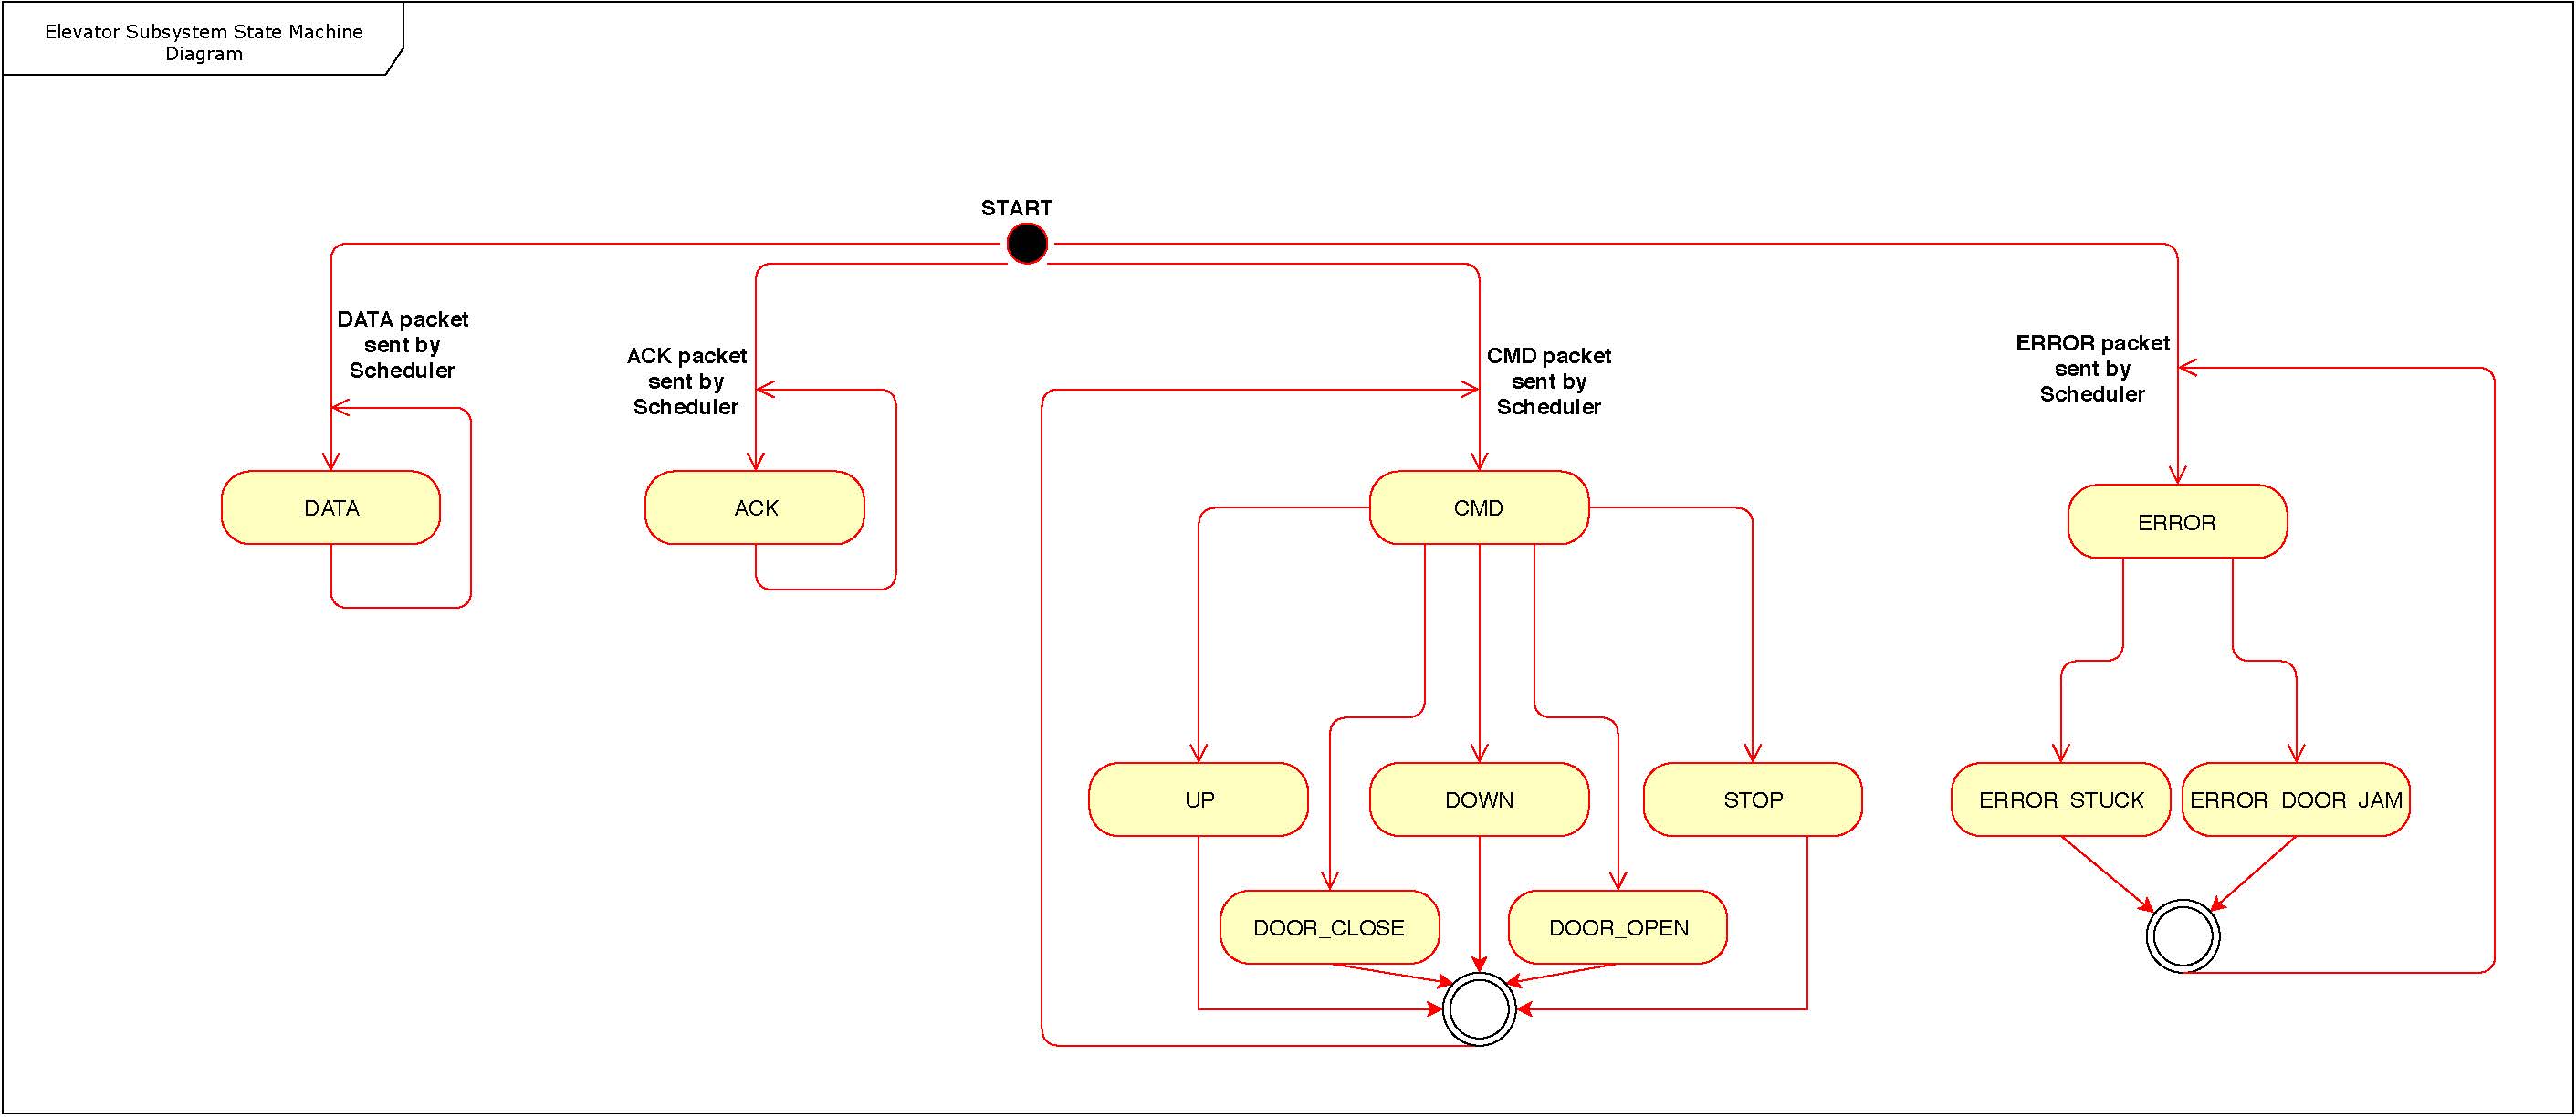 Elevator Subsystem State Machine
Diagram
START
DATA packet
sent by
Scheduler
ACK packet
sent by
Scheduler
CMD packet
sent by
Scheduler
ERROR packet
sent by
Scheduler
DATA
ACK
CMD
ERROR
UP
DOWN
STOP
ERROR_STUCK
ERROR_DOOR_JAM
DOOR_CLOSE
DOOR_OPEN